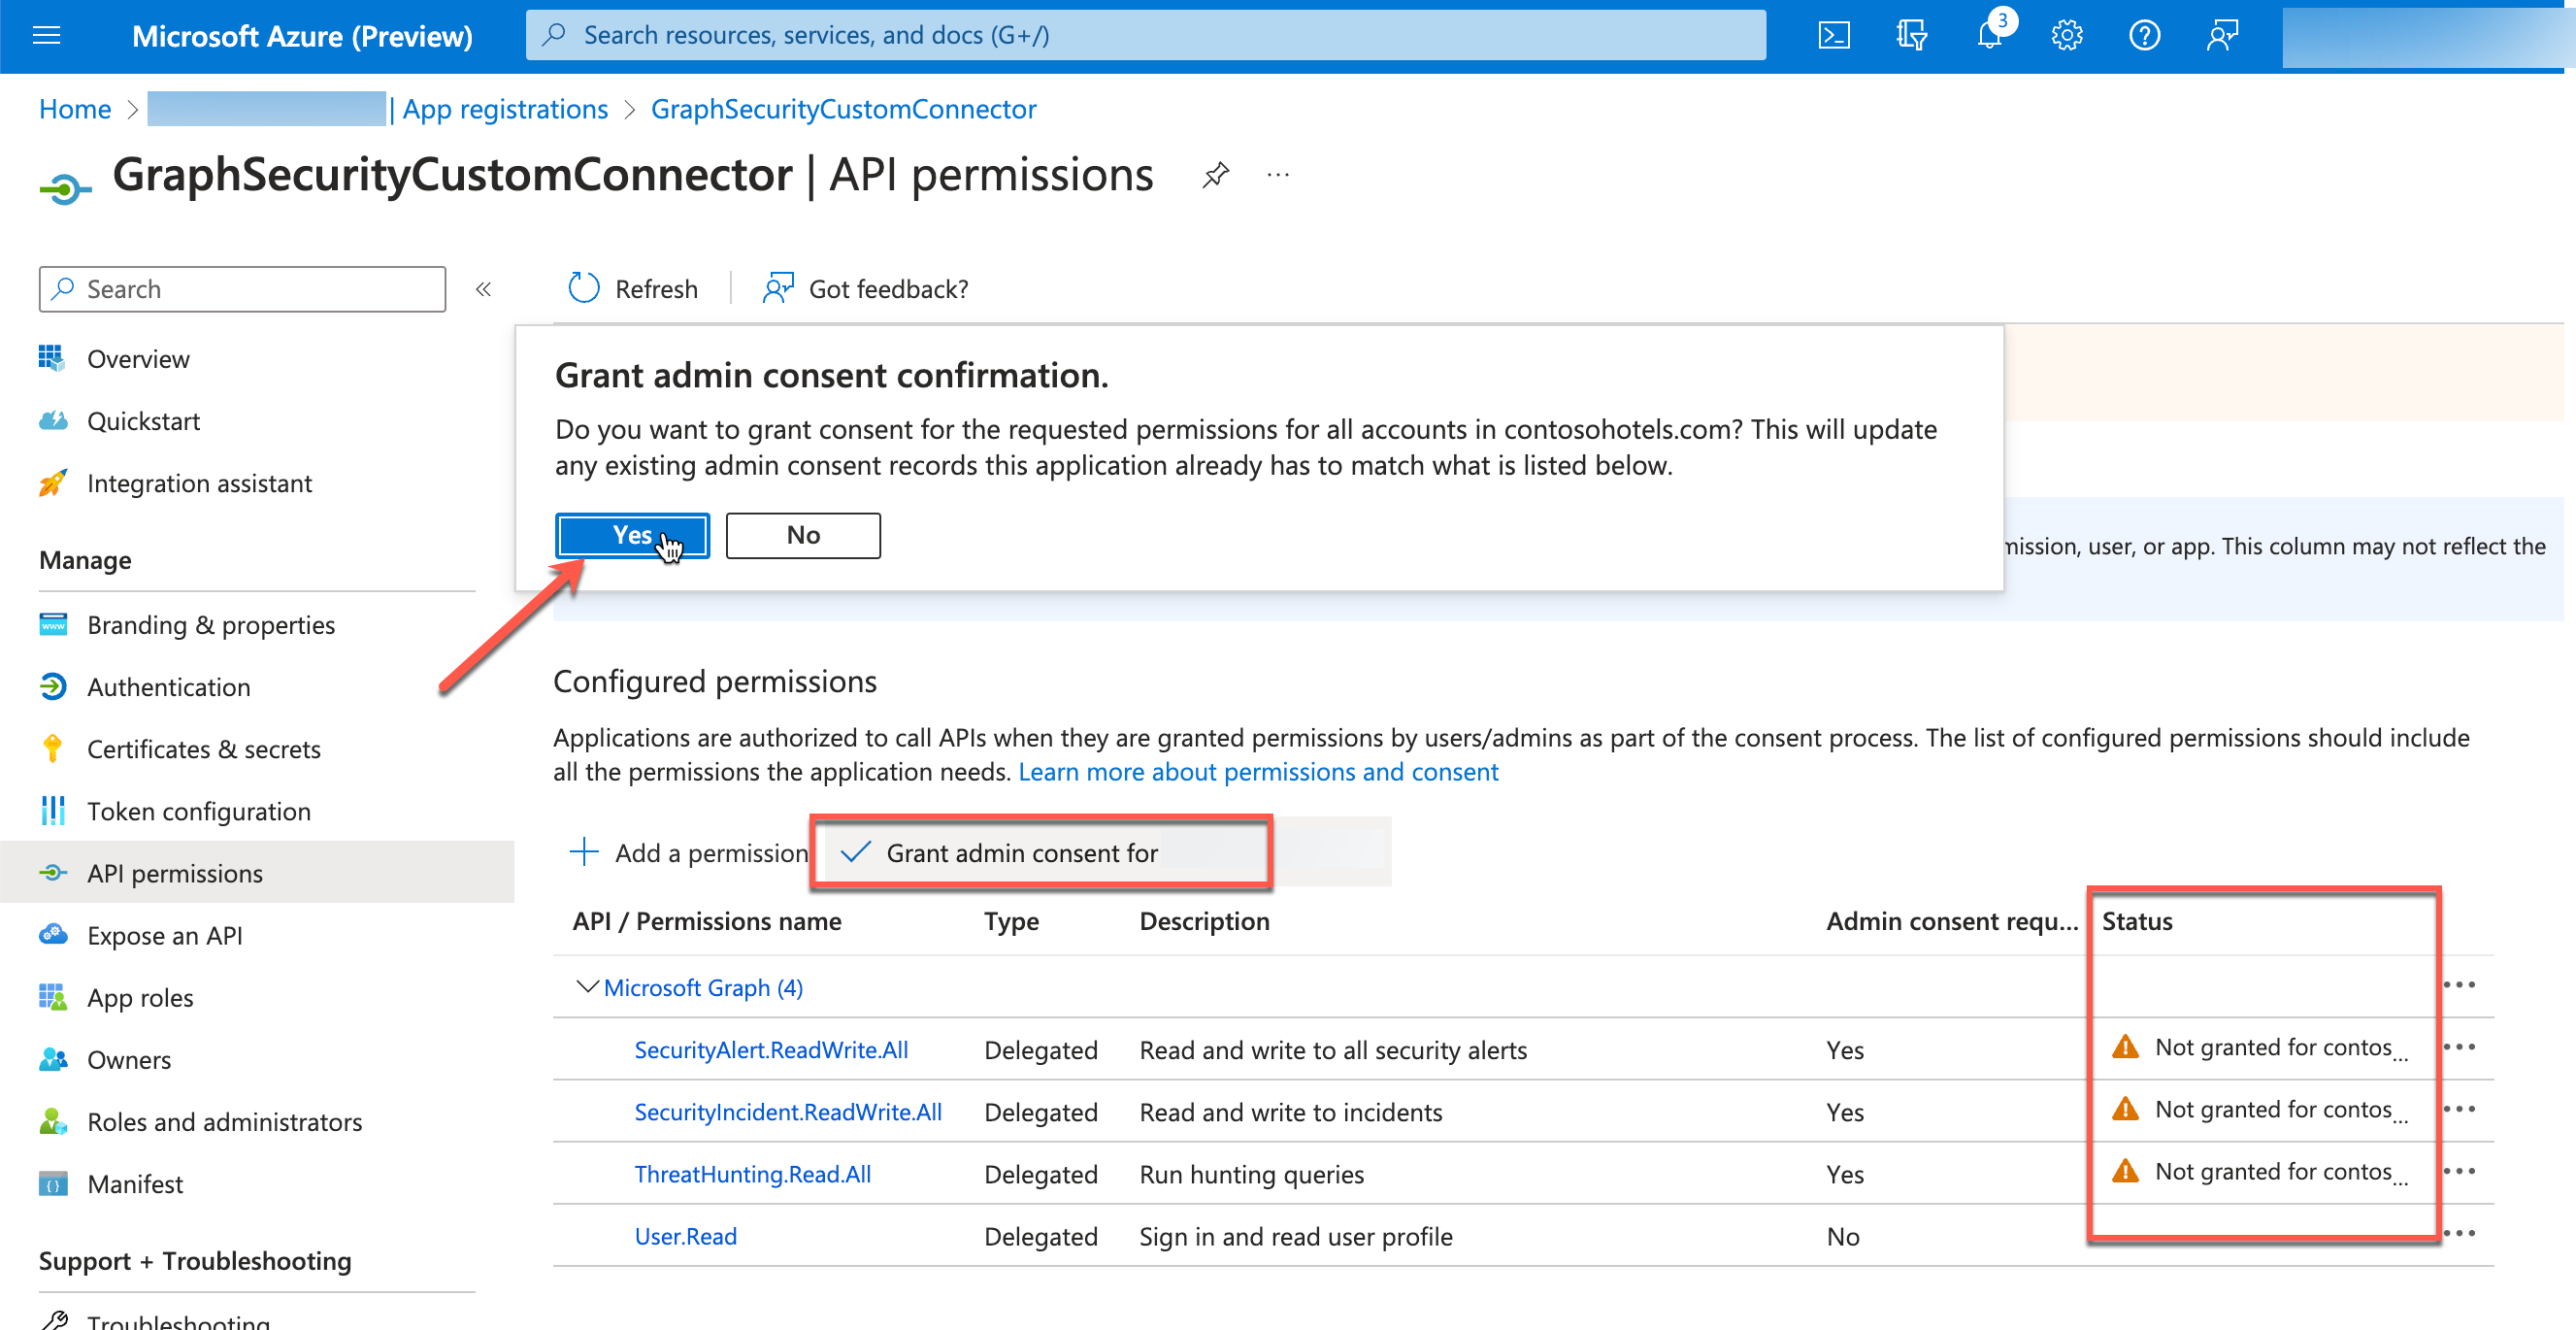 Microsoft Azure (Preview)
Search resources, services, and docs (G+/)
3
Home > | App registrations > GraphSecurityCustomConnector
GraphSecurityCustomConnector | API permissions
Search
«
Refresh
Got feedback?
Overview
Quickstart
Integration assistant
Grant admin consent confirmation.
Do you want to grant consent for the requested permissions for all accounts in contosohotels.com? This will update
any existing admin consent records this application already has to match what is listed below.
Yes
No
mission, user, or app. This column may not reflect the
Manage
Branding & properties
www
Authentication
Certificates & secrets
Token configuration
API permissions
Expose an API
App roles
Owners
Roles and administrators
Manifest
Support + Troubleshooting
Troubleshooting
Configured permissions
Applications are authorized to call APIs when they are granted permissions by users/admins as part of the consent process. The list of configured permissions should include
all the permissions the application needs. Learn more about permissions and consent
Add a permission
Grant admin consent for
API / Permissions name Type Description Admin consent requ... Status
Microsoft Graph (4) ...
SecurityAlert.ReadWrite.All Delegated Read and write to all security alerts Yes Not granted for contos... ...
SecurityIncident.ReadWrite.All Delegated Read and write to incidents Yes Not granted for contos... ...
ThreatHunting.Read.All Delegated Run hunting queries Yes Not granted for contos... ...
User.Read Delegated Sign in and read user profile No ...